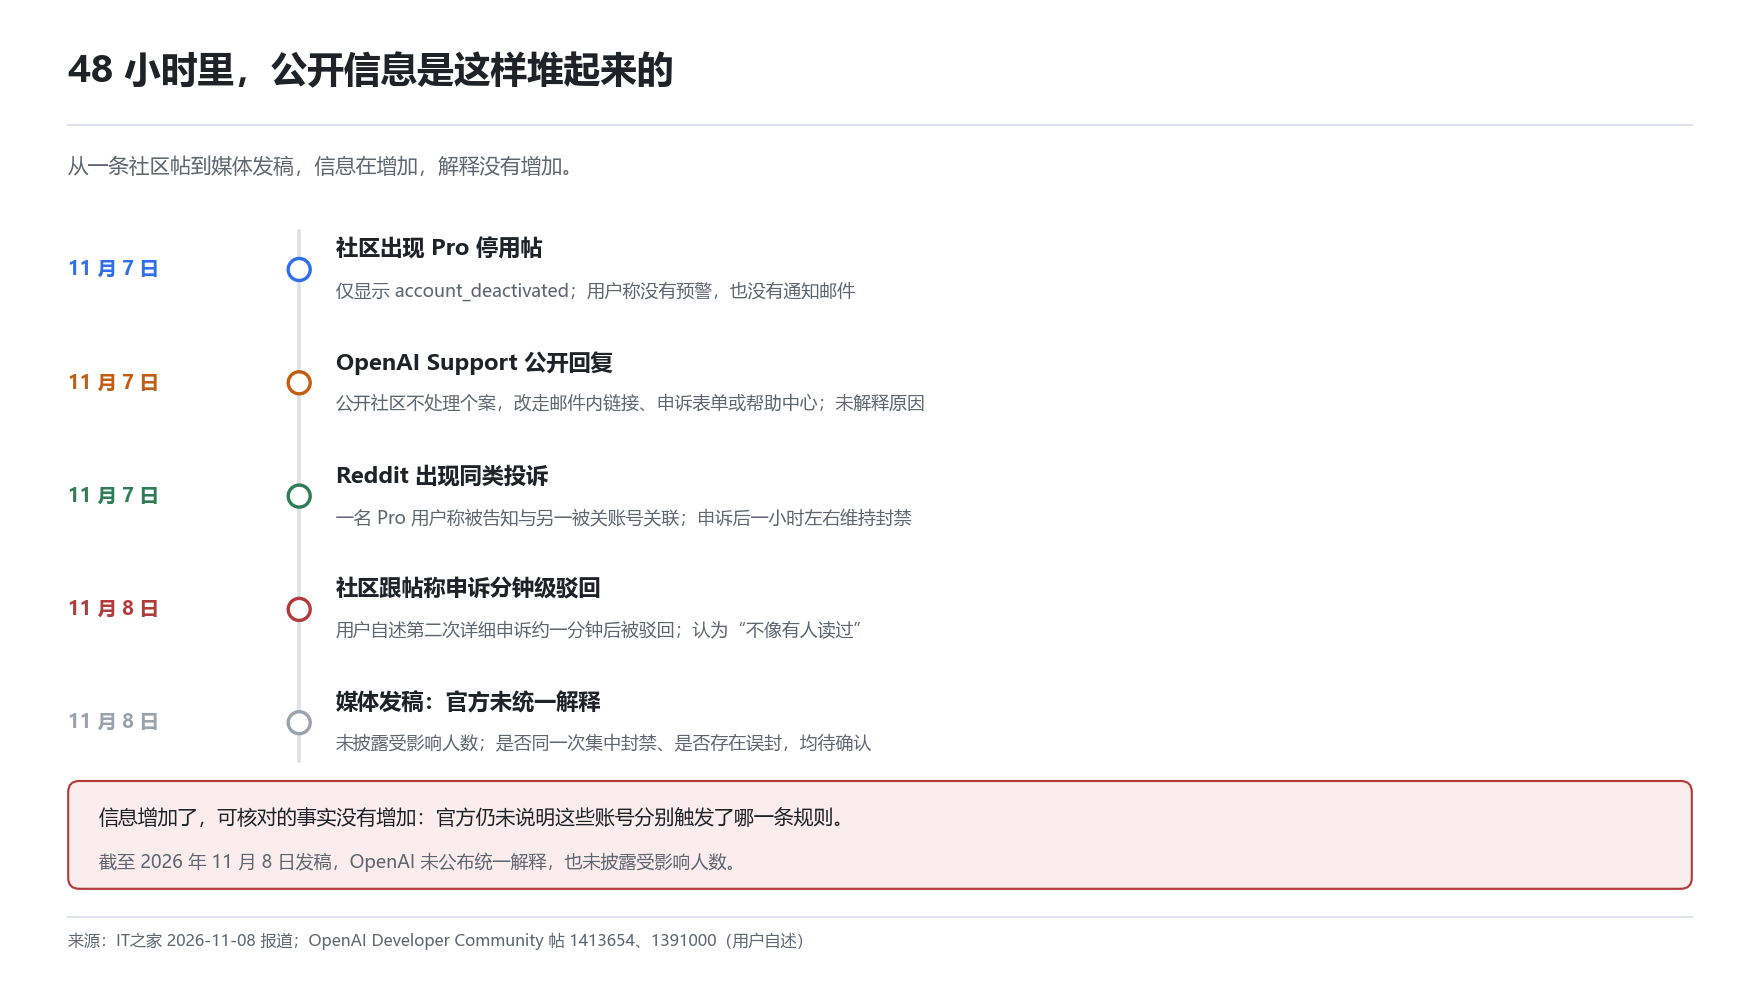 48 小时里，公开信息是这样堆起来的
从一条社区帖到媒体发稿，信息在增加，解释没有增加。
11 月 7 日
社区出现 Pro 停用帖
仅显示 account_deactivated；用户称没有预警，也没有通知邮件
11 月 7 日
OpenAI Support 公开回复
公开社区不处理个案，改走邮件内链接、申诉表单或帮助中心；未解释原因
11 月 7 日
Reddit 出现同类投诉
一名 Pro 用户称被告知与另一被关账号关联；申诉后一小时左右维持封禁
11 月 8 日
社区跟帖称申诉分钟级驳回
用户自述第二次详细申诉约一分钟后被驳回；认为“不像有人读过”
11 月 8 日
媒体发稿：官方未统一解释
未披露受影响人数；是否同一次集中封禁、是否存在误封，均待确认
信息增加了，可核对的事实没有增加：官方仍未说明这些账号分别触发了哪一条规则。
截至 2026 年 11 月 8 日发稿，OpenAI 未公布统一解释，也未披露受影响人数。
来源：IT之家 2026-11-08 报道；OpenAI Developer Community 帖 1413654、1391000（用户自述）